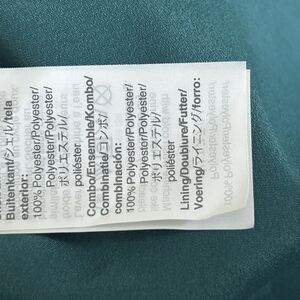 Buitenkant/シェル/tela
exterior:
100% Polyester/Polyester/
Polyester/Polyester/
ポリエステル/
poliéster
Combo/Ensemble/Kombo/
Combinatie/コンボ/
combinación:
100% Polyester/Polyester/
Polyester/Polyester/
ポリエステル/
poliéster
Lining/Doublure/Futter/
Voering/ライニング/forro: